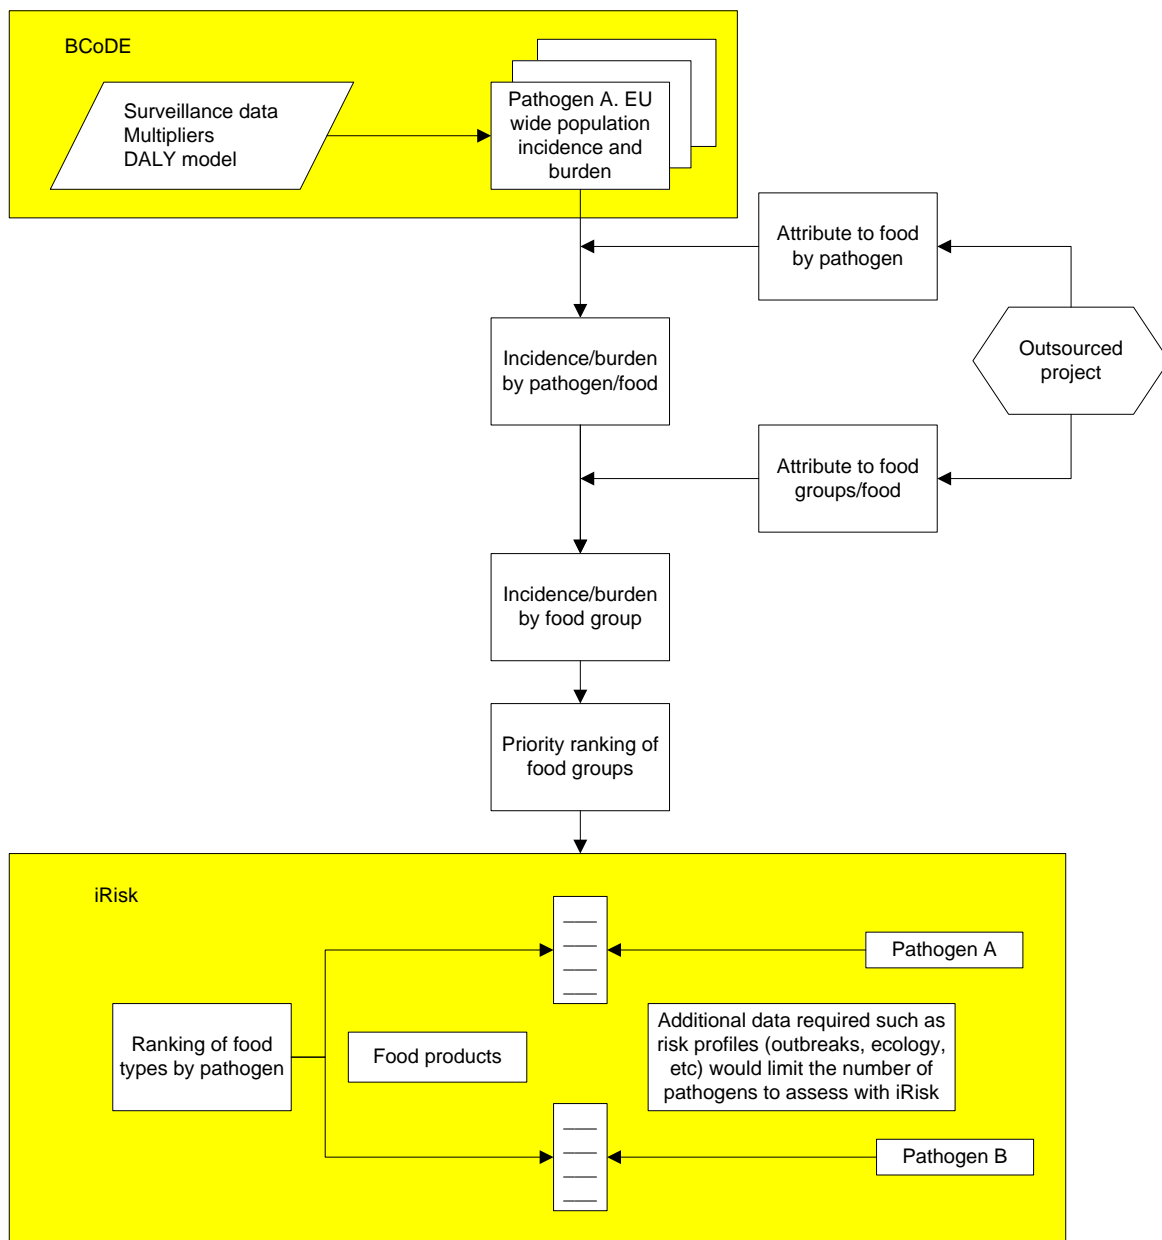 BCoDE
Surveillance data
Multipliers
DALY model
Pathogen A. EU
wide population
incidence and
burden
Attribute to food
by pathogen
Incidence/burden
by pathogen/food
Outsourced
project
Attribute to food
groups/food
Incidence/burden
by food group
Priority ranking of
food groups
iRisk
Pathogen A
Ranking of food
types by pathogen
Food products
Additional data required such as
risk profiles (outbreaks, ecology,
etc) would limit the number of
pathogens to assess with iRisk
Pathogen B